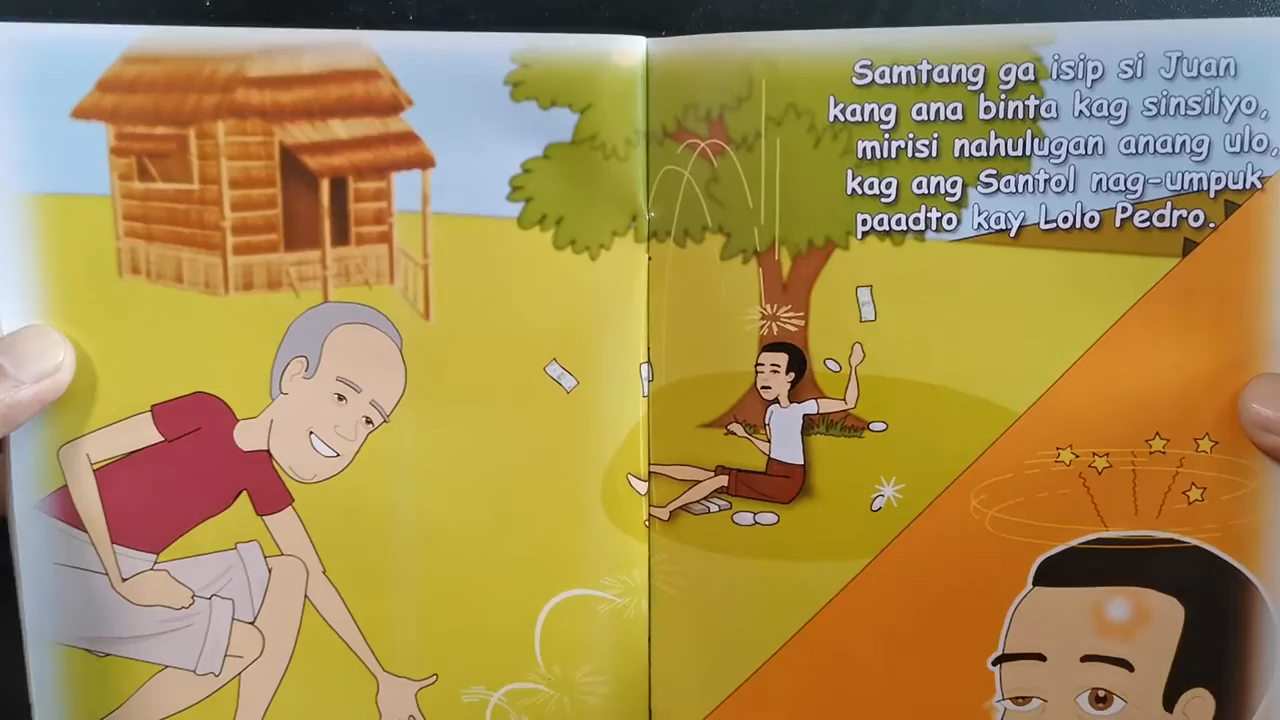 Samtang ga isip si Juan
kang ana binta kag sinsilyo,
mirisi nahulugan anang ulo,
kag ang Santol nag-umpuk
paadto kay Lolo Pedro.